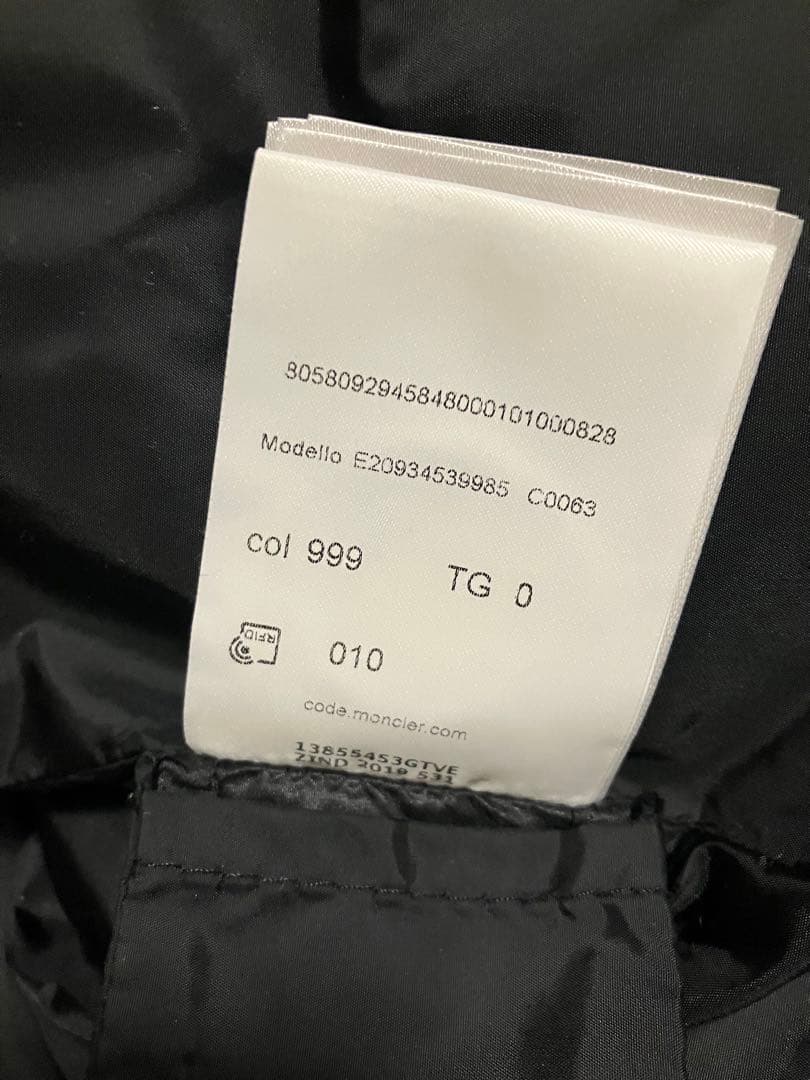 8058092945848000101000828
Modello E20934539985 C0063
col 999 TG 0
RFID 010
code.moncler.com
13855453GTVE
ZIND 2019 531